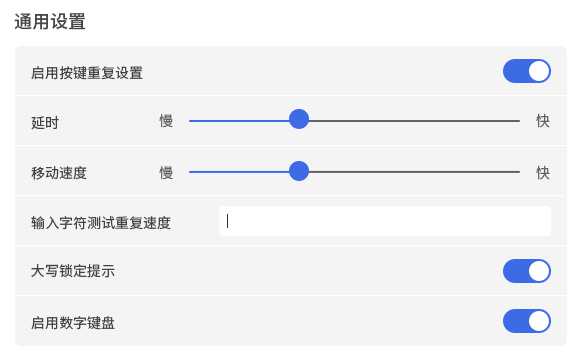 通用设置
启用按键重复设置
延时 慢 快
移动速度 慢 快
输入字符测试重复速度
大写锁定提示
启用数字键盘